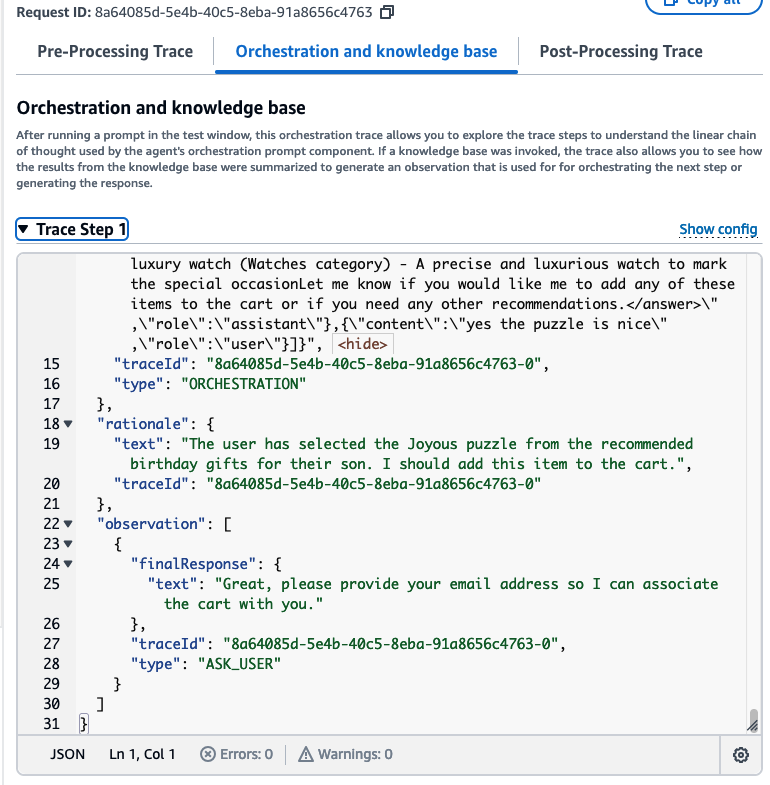 Request ID: 8a64085d-5e4b-40c5-8eba-91a8656c4763
Copy all
Pre-Processing Trace
Orchestration and knowledge base
Post-Processing Trace
Orchestration and knowledge base
After running a prompt in the test window, this orchestration trace allows you to explore the trace steps to understand the linear chain
of thought used by the agent's orchestration prompt component. If a knowledge base was invoked, the trace also allows you to see how
the results from the knowledge base were summarized to generate an observation that is used for for orchestrating the next step or
generating the response.
▼ Trace Step 1
Show config
luxury watch (Watches category) - A precise and luxurious watch to mark
the special occasionLet me know if you would like me to add any of these
items to the cart or if you need any other recommendations.</answer>\"
,\"role\":\"assistant\"},{\"content\":\"yes the puzzle is nice\"
,\"role\":\"user\"}]}", <hide>
15 "traceId": "8a64085d-5e4b-40c5-8eba-91a8656c4763-0",
16 "type": "ORCHESTRATION"
17 },
18 "rationale": {
19 "text": "The user has selected the Joyous puzzle from the recommended
birthday gifts for their son. I should add this item to the cart.",
20 "traceId": "8a64085d-5e4b-40c5-8eba-91a8656c4763-0"
21 },
22 "observation": [
23 {
24 "finalResponse": {
25 "text": "Great, please provide your email address so I can associate
the cart with you."
26 },
27 "traceId": "8a64085d-5e4b-40c5-8eba-91a8656c4763-0",
28 "type": "ASK_USER"
29 }
30 ]
31 }
JSON Ln 1, Col 1 Errors: 0 Warnings: 0